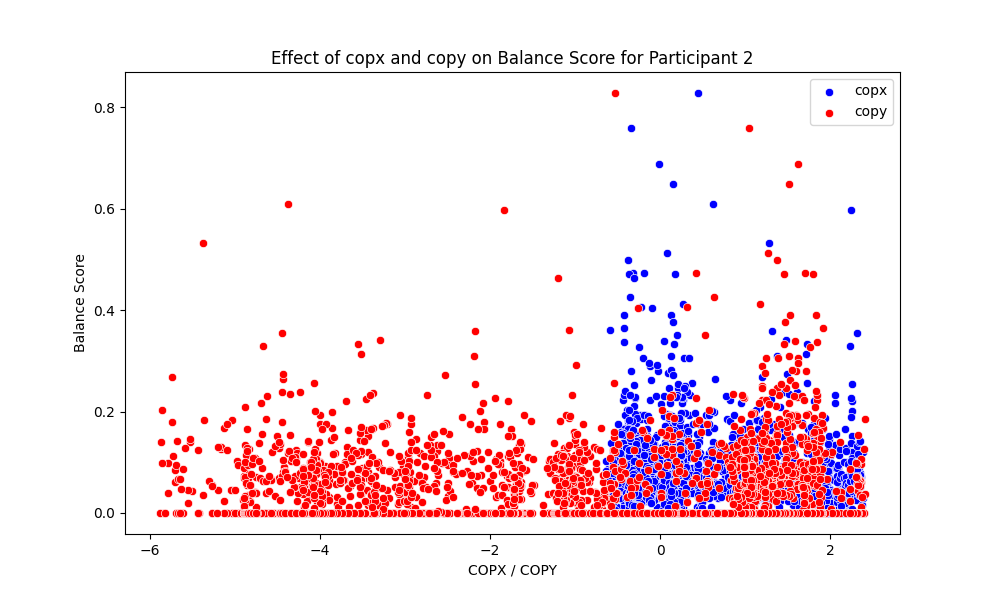 Effect of copx and copy on Balance Score for Participant 2
copx
copy
0.8
0.6
0.4
0.2
0.0
Balance Score
−6
−4
−2
0
2
COPX / COPY